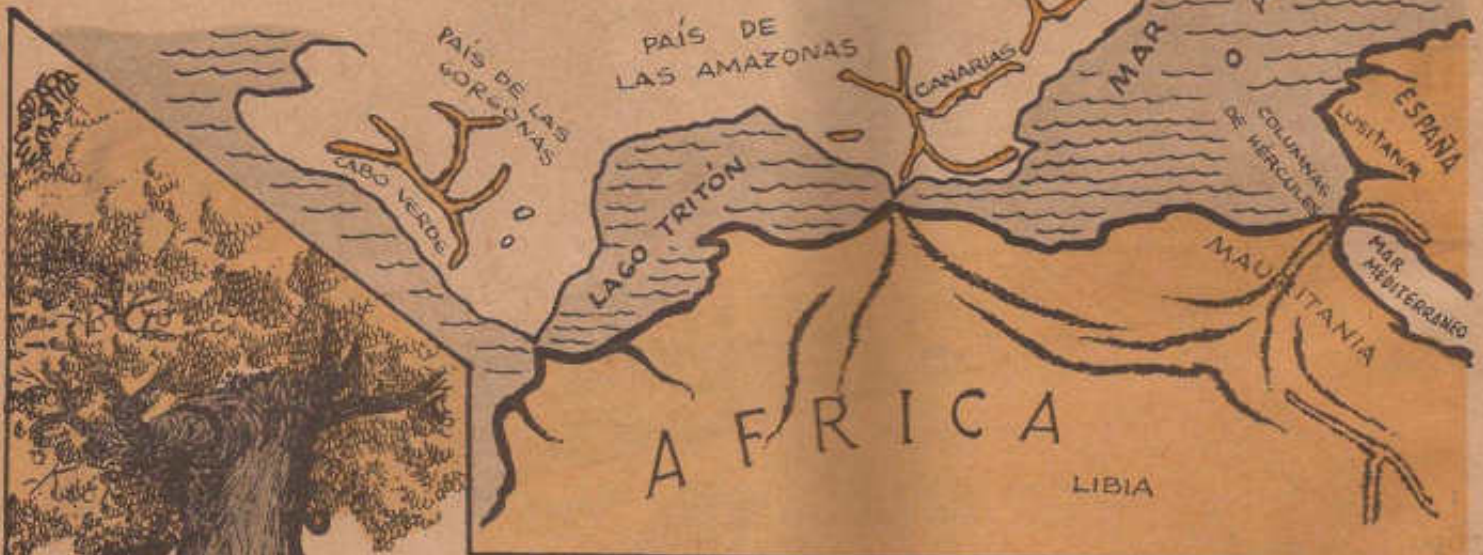 PAÍS DE LAS
GORGONAS
PAÍS DE
LAS AMAZONAS
CANARIAS
MAR
ESPAÑA
LUSITANIA
COLUMNAS
DE HERCULES
CABO VERDE
LAGO TRITÓN
MAURITANIA
MAR
MEDITERRANEO
AFRICA
LIBIA